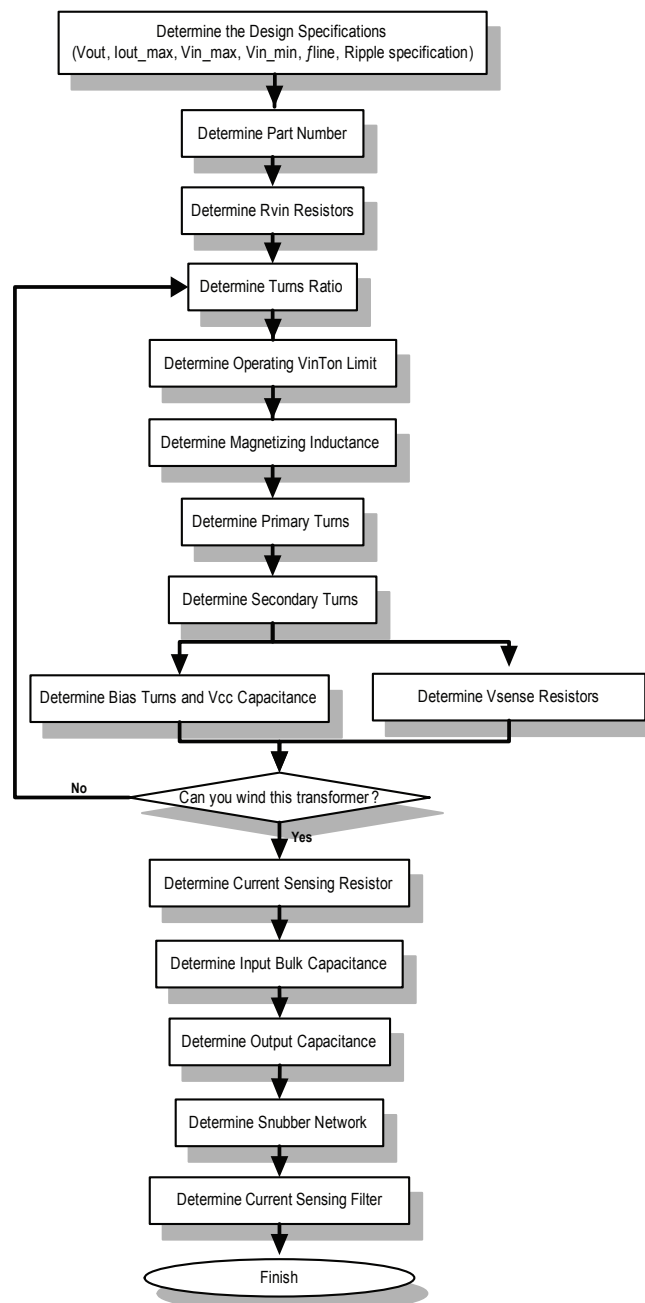 Determine the Design Specifications
(Vout, Iout_max, Vin_max, Vin_min, ƒline, Ripple specification)
Determine Part Number
Determine Rvin Resistors
Determine Turns Ratio
Determine Operating VinTon Limit
Determine Magnetizing Inductance
Determine Primary Turns
Determine Secondary Turns
Determine Bias Turns and Vcc Capacitance
Determine Vsense Resistors
No
Can you wind this transformer?
Yes
Determine Current Sensing Resistor
Determine Input Bulk Capacitance
Determine Output Capacitance
Determine Snubber Network
Determine Current Sensing Filter
Finish